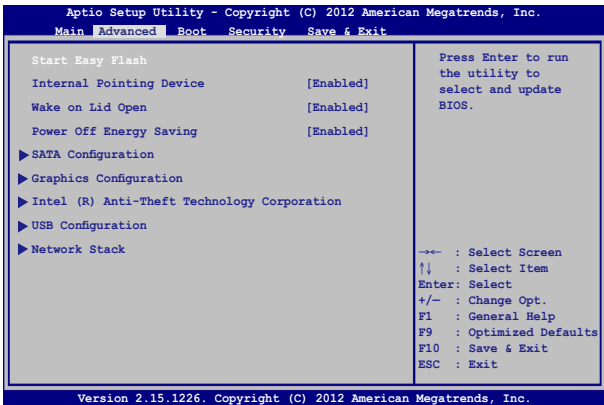 Aptio Setup Utility - Copyright (C) 2012 American Megatrends, Inc.
Main Advanced Boot Security Save & Exit
Start Easy Flash
Internal Pointing Device [Enabled]
Wake on Lid Open [Enabled]
Power Off Energy Saving [Enabled]
SATA Configuration
Graphics Configuration
Intel (R) Anti-Theft Technology Corporation
USB Configuration
Network Stack
Press Enter to run
the utility to
select and update
BIOS.
→← : Select Screen
↑↓ : Select Item
Enter: Select
+/— : Change Opt.
F1 : General Help
F9 : Optimized Defaults
F10 : Save & Exit
ESC : Exit
Version 2.15.1226. Copyright (C) 2012 American Megatrends, Inc.